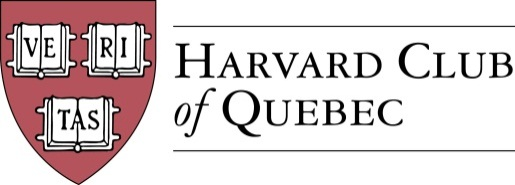 VE RI
TAS
HARVARD CLUB
of QUEBEC